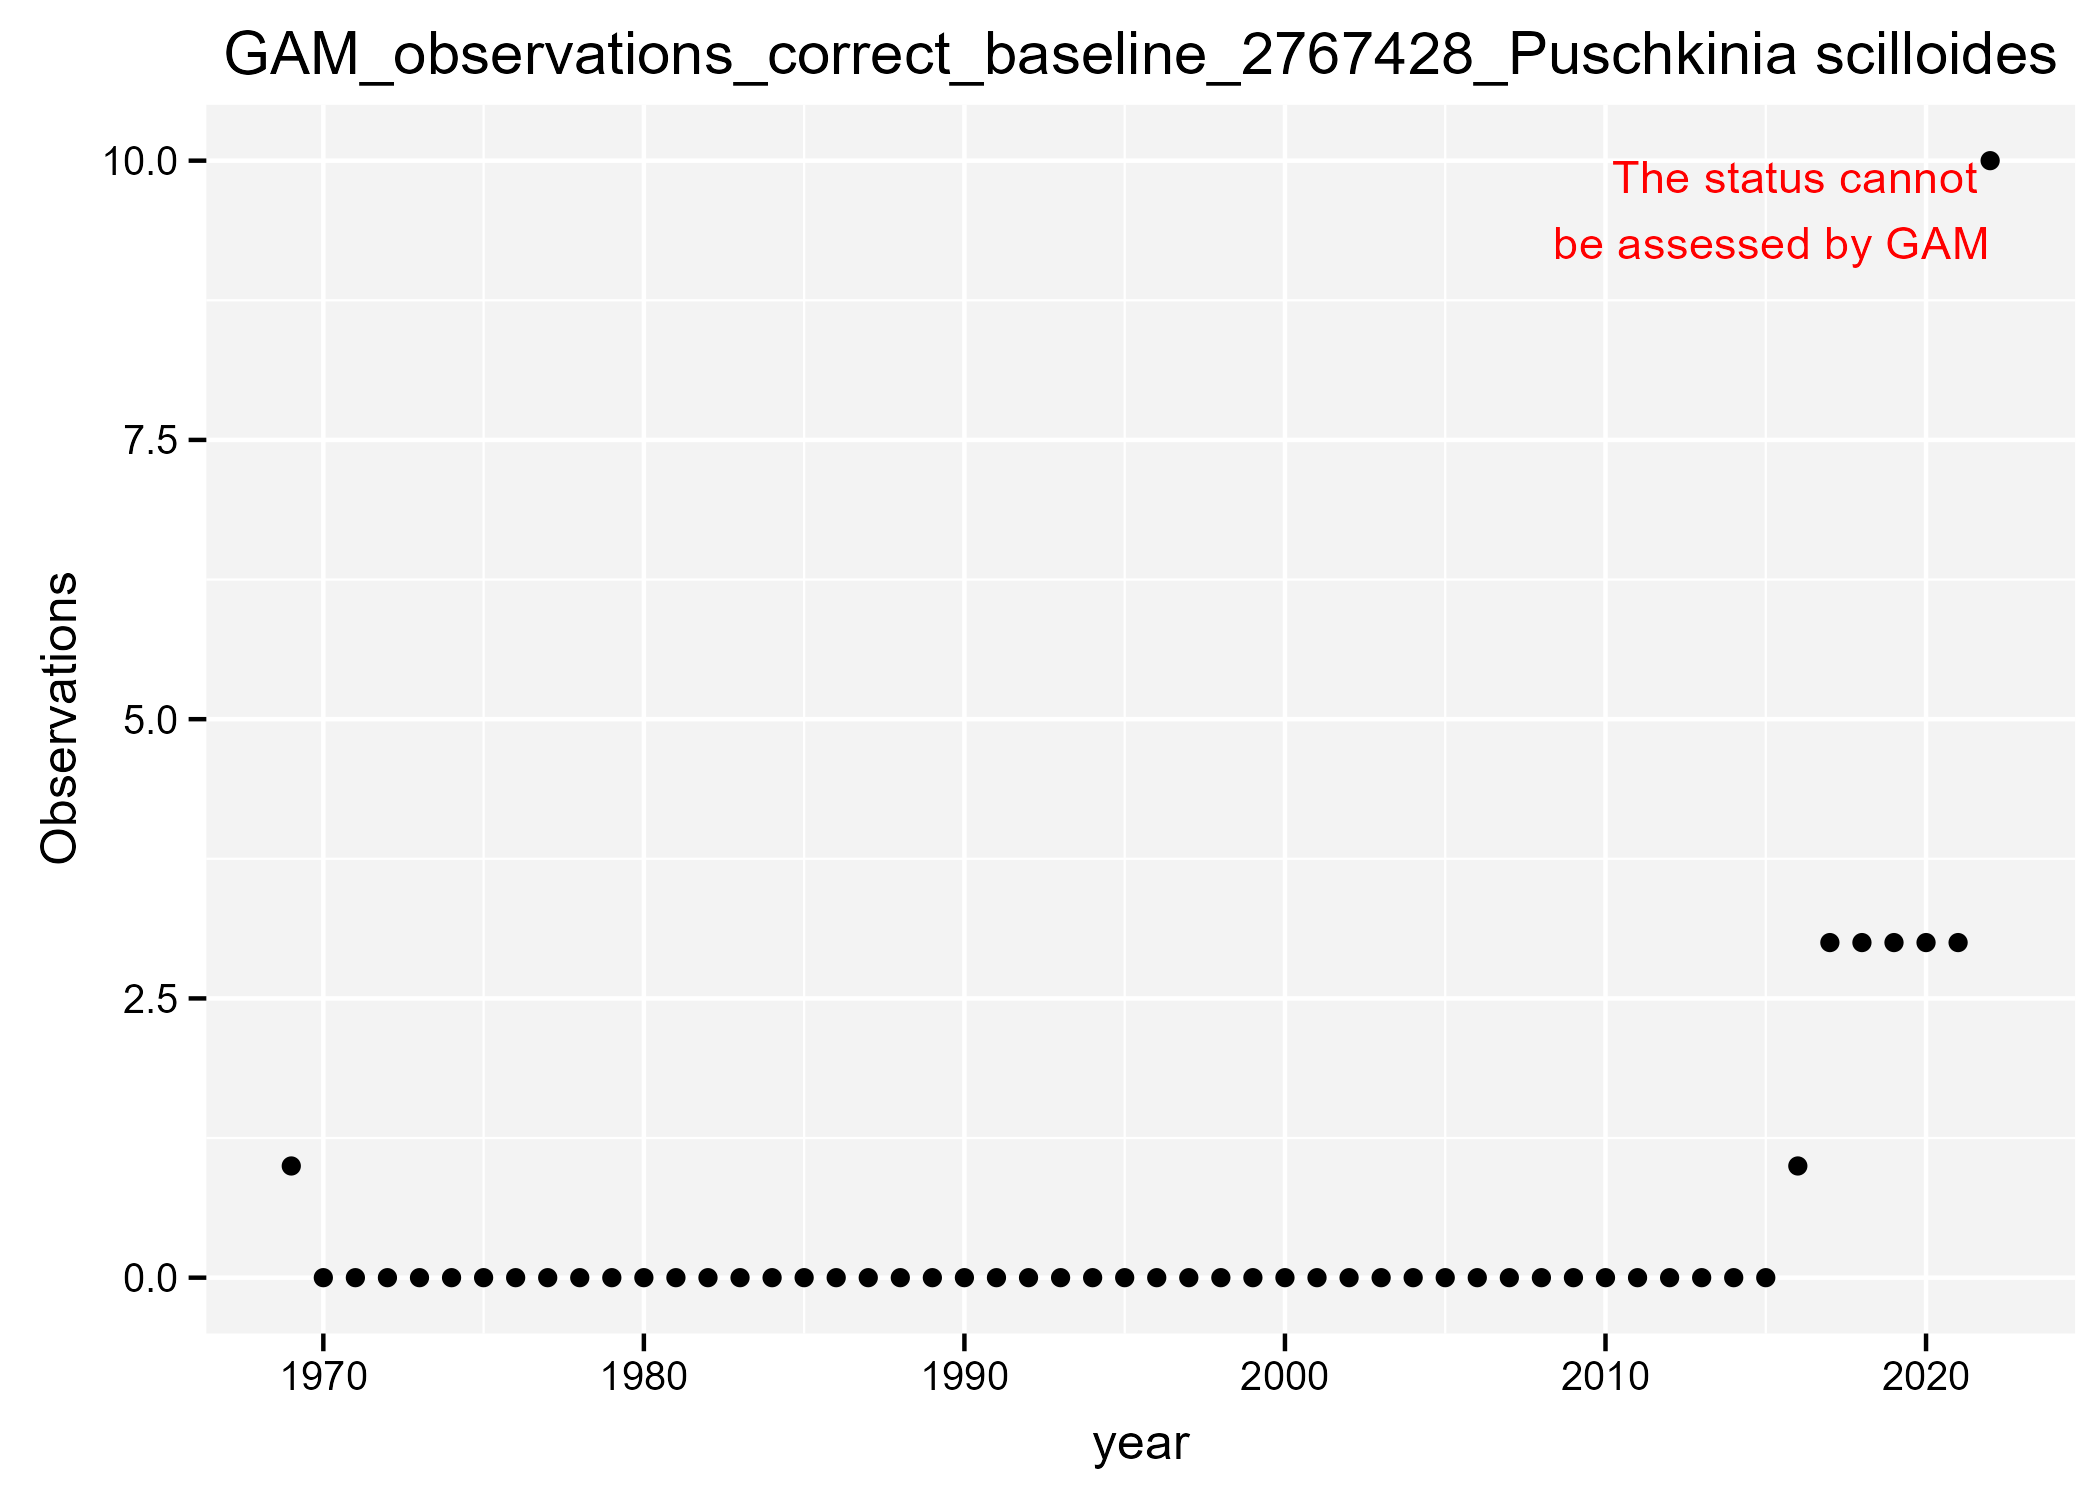 GAM_observations_correct_baseline_2767428_Puschkinia scilloides
10.0
The status cannot
be assessed by GAM
7.5
Observations
5.0
2.5
0.0
1970 1980 1990 2000 2010 2020
year